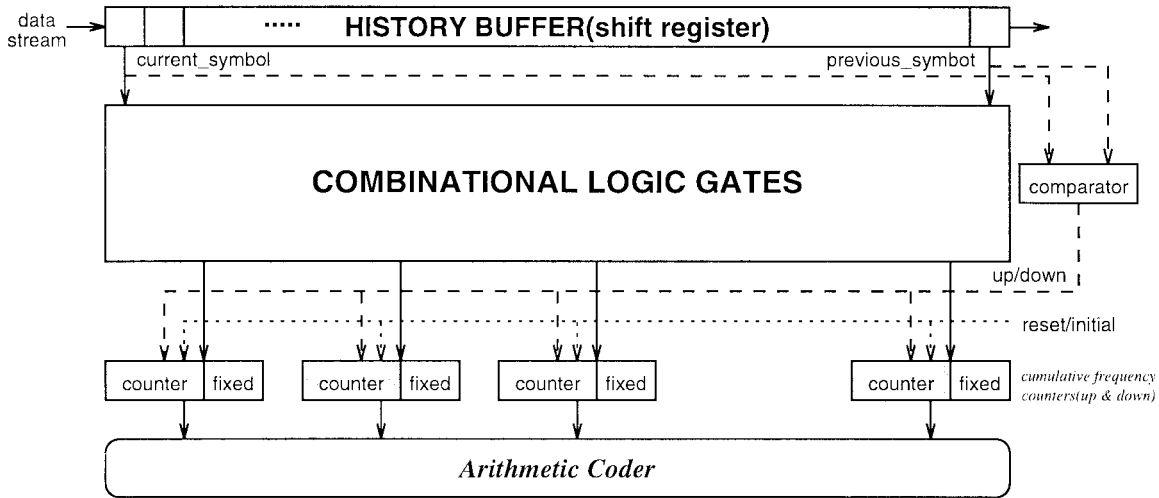 data
stream
..... HISTORY BUFFER(shift register)
current_symbol
previous_symbot
COMBINATIONAL LOGIC GATES
comparator
up/down
reset/initial
counter fixed
counter fixed
counter fixed
counter fixed
cumulative frequency
counters(up & down)
Arithmetic Coder